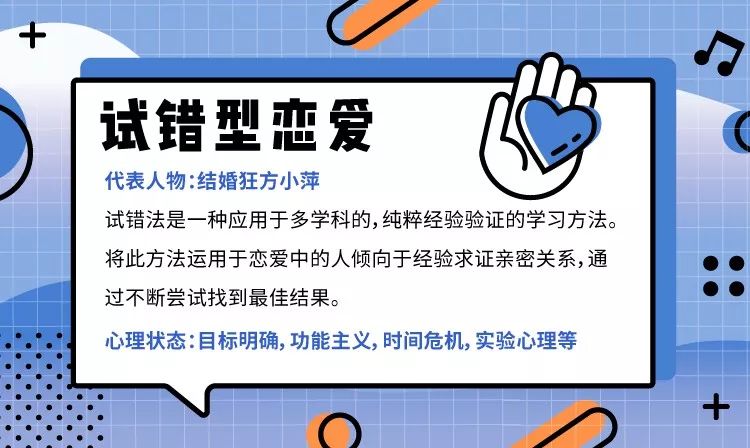 试错型恋爱
代表人物:结婚狂方小萍
试错法是一种应用于多学科的,纯粹经验验证的学习方法。
将此方法运用于恋爱中的人倾向于经验求证亲密关系,通
过不断尝试找到最佳结果。
心理状态:目标明确,功能主义,时间危机,实验心理等